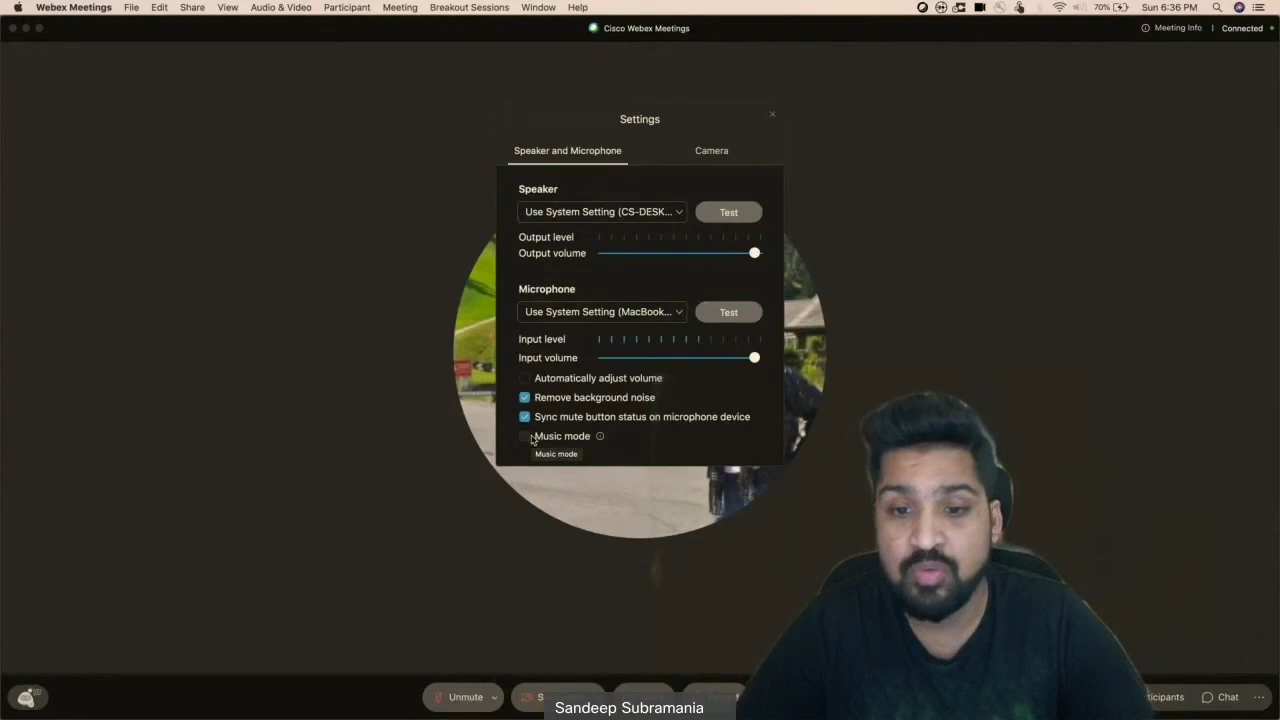 Webex Meetings File Edit Share View Audio & Video Participant Meeting Breakout Sessions Window Help 70% Sun 6:36 PM
Cisco Webex Meetings Meeting Info Connected
Settings
Speaker and Microphone Camera
Speaker
Use System Setting (CS-DESK... Test
Output level
Output volume
Microphone
Use System Setting (MacBook... Test
Input level
Input volume
Automatically adjust volume
Remove background noise
Sync mute button status on microphone device
Music mode
Music mode
Unmute S ticipants Chat
Sandeep Subramania